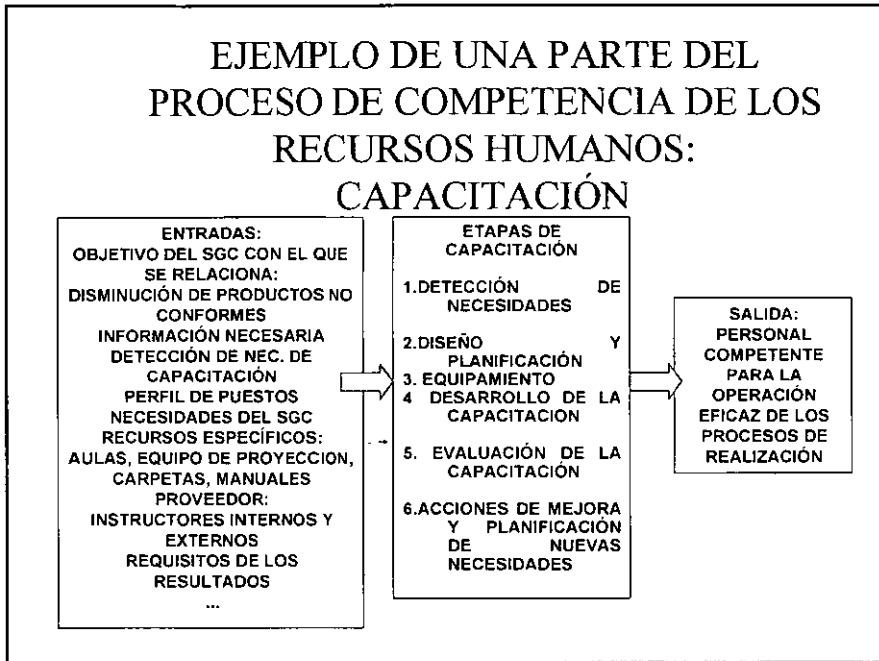 EJEMPLO DE UNA PARTE DEL
PROCESO DE COMPETENCIA DE LOS
RECURSOS HUMANOS:
CAPACITACIÓN
ENTRADAS:
OBJETIVO DEL SGC CON EL QUE
SE RELACIONA:
DISMINUCIÓN DE PRODUCTOS NO
CONFORMES
INFORMACIÓN NECESARIA
DETECCIÓN DE NEC. DE
CAPACITACIÓN
PERFIL DE PUESTOS
NECESIDADES DEL SGC
RECURSOS ESPECÍFICOS:
AULAS, EQUIPO DE PROYECCION,
CARPETAS, MANUALES
PROVEEDOR:
INSTRUCTORES INTERNOS Y
EXTERNOS
REQUISITOS DE LOS
RESULTADOS
...
ETAPAS DE
CAPACITACIÓN
1.DETECCIÓN DE
NECESIDADES
2.DISEÑO Y
PLANIFICACIÓN
3. EQUIPAMIENTO
4 DESARROLLO DE LA
CAPACITACION
5. EVALUACIÓN DE LA
CAPACITACIÓN
6.ACCIONES DE MEJORA
Y PLANIFICACIÓN
DE NUEVAS
NECESIDADES
SALIDA:
PERSONAL
COMPETENTE
PARA LA
OPERACIÓN
EFICAZ DE LOS
PROCESOS DE
REALIZACIÓN